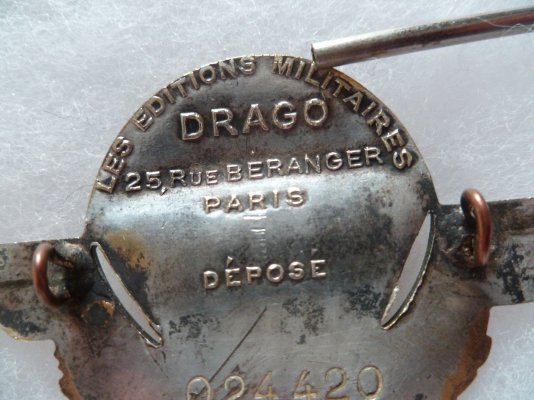 LES EDITIONS MILITAIRES
DRAGO
25, RUE BERANGER
PARIS
DÉPOSÉ
024420